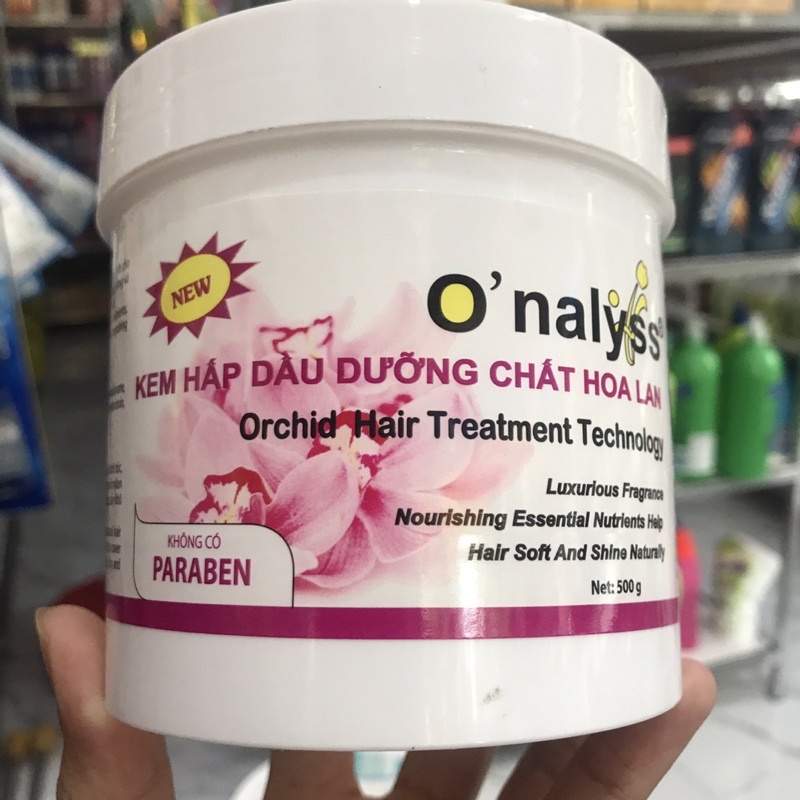 NEW
O'nalyss®
KEM HẤP DẦU DƯỠNG CHẤT HOA LAN
Orchid Hair Treatment Technology
Luxurious Fragrance
Nourishing Essential Nutrients Help
Hair Soft And Shine Naturally
Net: 500 g
KHÔNG CÓ
PARABEN